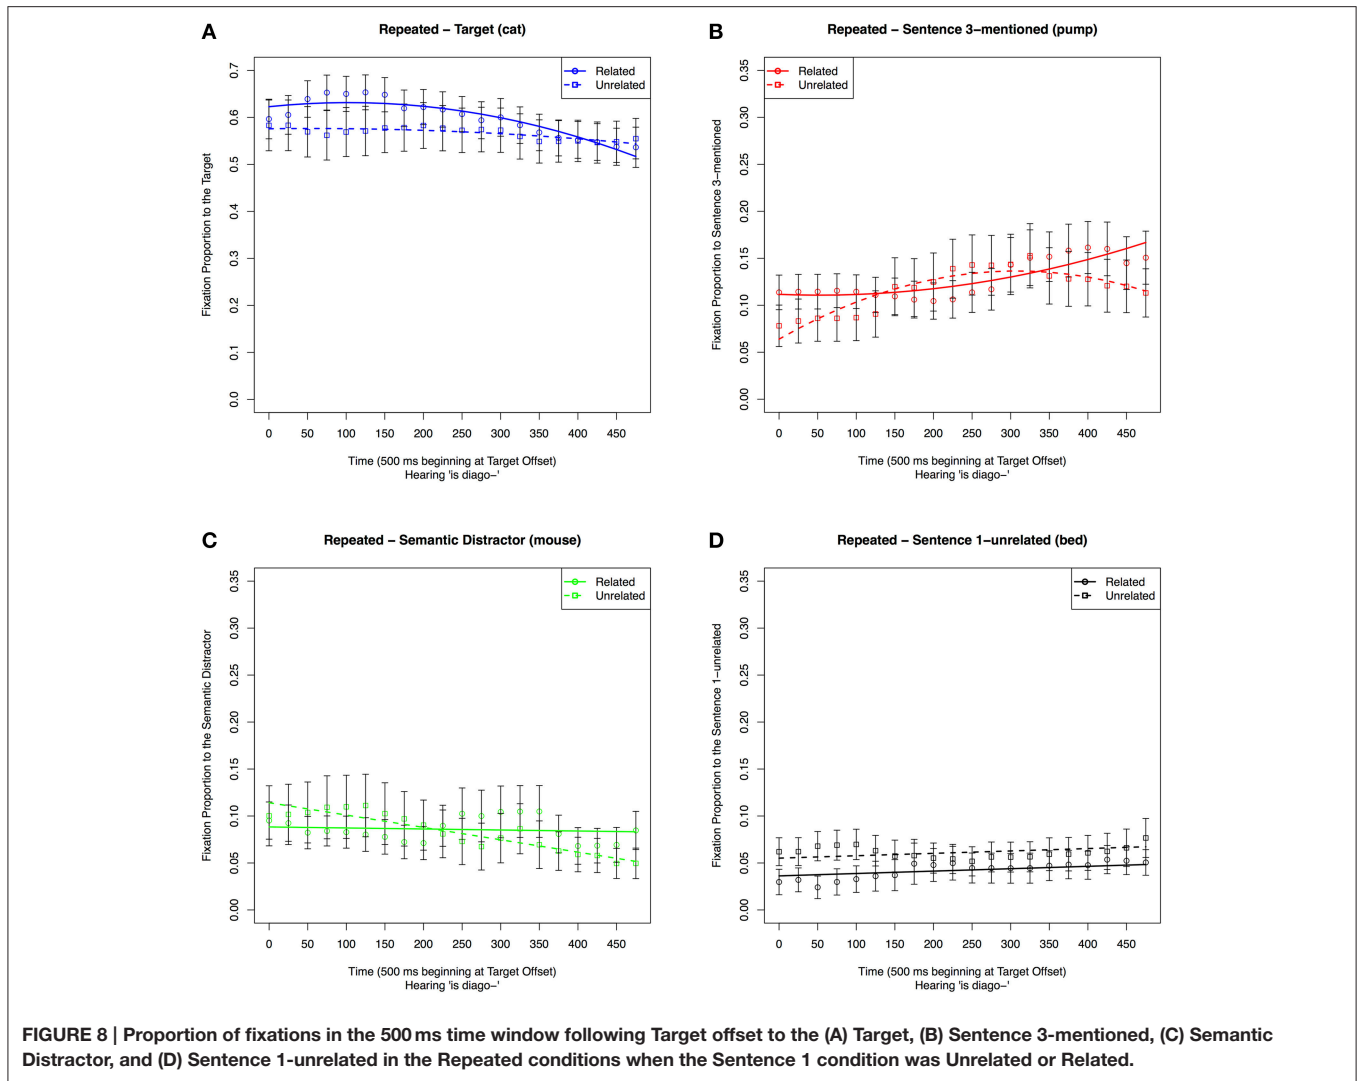 A
Repeated – Target (cat)
Related
Unrelated
Fixation Proportion to the Target
0.7
0.6
0.5
0.4
0.3
0.2
0.1
0.0
0 50 100 150 200 250 300 350 400 450
Time (500 ms beginning at Target Offset)
Hearing 'is diago–'
B
Repeated – Sentence 3–mentioned (pump)
Related
Unrelated
Fixation Proportion to Sentence 3–mentioned
0.35
0.30
0.25
0.20
0.15
0.10
0.05
0.00
0 50 100 150 200 250 300 350 400 450
Time (500 ms beginning at Target Offset)
Hearing 'is diago–'
C
Repeated – Semantic Distractor (mouse)
Related
Unrelated
Fixation Proportion to the Semantic Distractor
0.35
0.30
0.25
0.20
0.15
0.10
0.05
0.00
0 50 100 150 200 250 300 350 400 450
Time (500 ms beginning at Target Offset)
Hearing 'is diago–'
D
Repeated – Sentence 1–unrelated (bed)
Related
Unrelated
Fixation Proportion to the Sentence 1–unrelated
0.35
0.30
0.25
0.20
0.15
0.10
0.05
0.00
0 50 100 150 200 250 300 350 400 450
Time (500 ms beginning at Target Offset)
Hearing 'is diago–'
FIGURE 8 | Proportion of fixations in the 500 ms time window following Target offset to the (A) Target, (B) Sentence 3-mentioned, (C) Semantic
Distractor, and (D) Sentence 1-unrelated in the Repeated conditions when the Sentence 1 condition was Unrelated or Related.